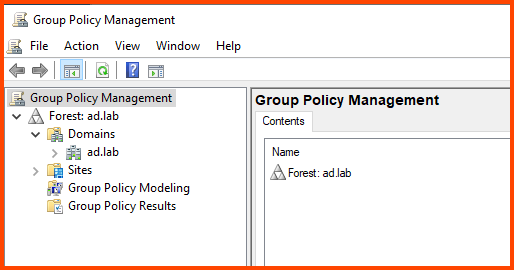 Group Policy Management
File Action View Window Help
Group Policy Management
Forest: ad.lab
Domains
ad.lab
Sites
Group Policy Modeling
Group Policy Results
Group Policy Management
Contents
Name
Forest: ad.lab